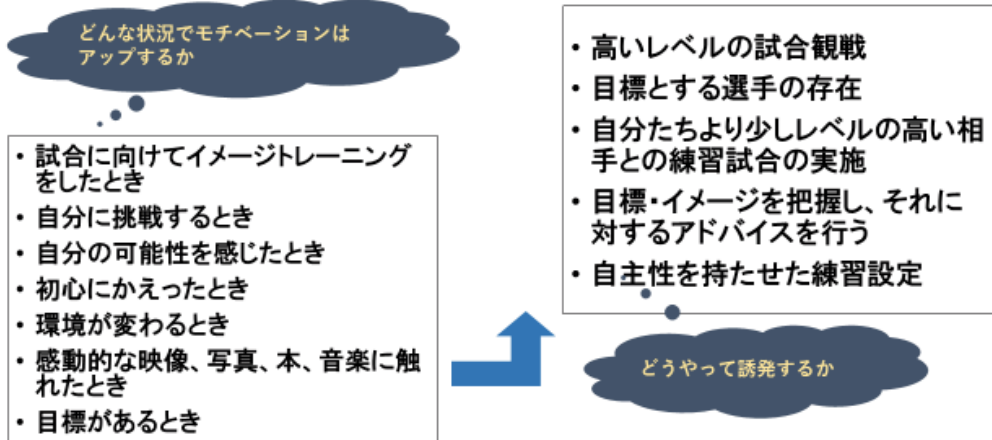 どんな状況でモチベーションは
アップするか
・試合に向けてイメージトレーニング
をしたとき
・自分に挑戦するとき
・自分の可能性を感じたとき
・初心にかえったとき
・環境が変わるとき
・感動的な映像、写真、本、音楽に触
れたとき
・目標があるとき
・高いレベルの試合観戦
・目標とする選手の存在
・自分たちより少しレベルの高い相
手との練習試合の実施
・目標・イメージを把握し、それに
対するアドバイスを行う
・自主性を持たせた練習設定
どうやって誘発するか